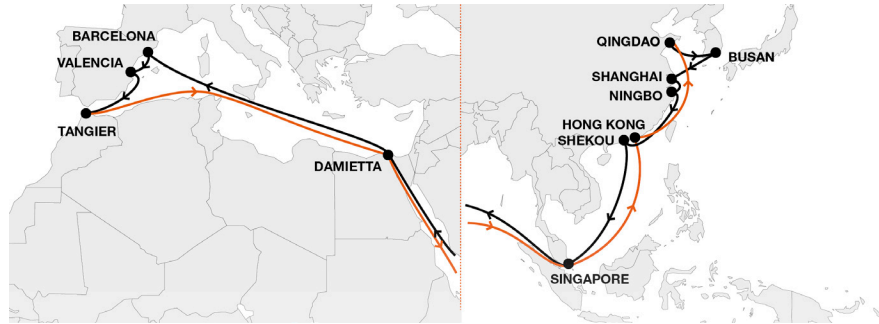 BARCELONA
VALENCIA
TANGIER
DAMIETTA
QINGDAO
BUSAN
SHANGHAI
NINGBO
HONG KONG
SHEKOU
SINGAPORE